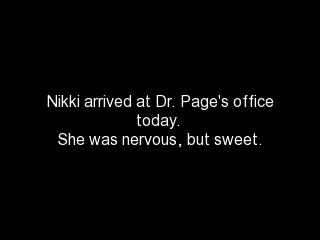 Nikki arrived at Dr. Page's office
today.
She was nervous, but sweet.